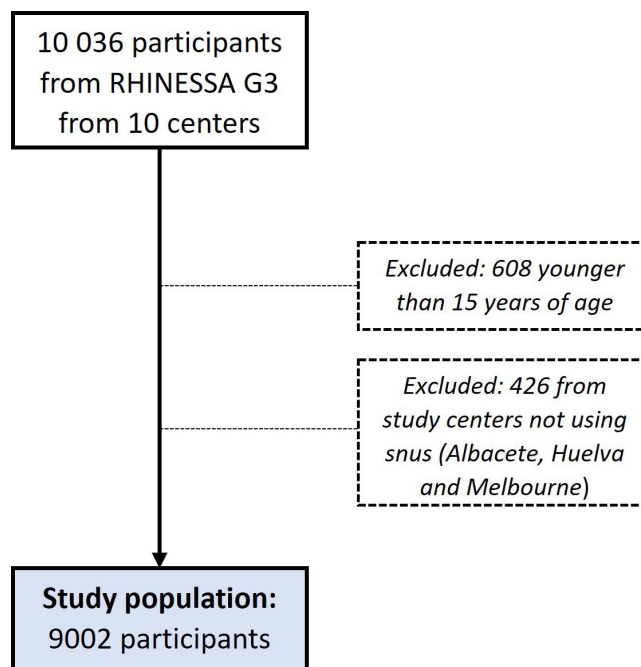 10 036 participants
from RHINESSA G3
from 10 centers
Excluded: 608 younger
than 15 years of age
Excluded: 426 from
study centers not using
snus (Albacete, Huelva
and Melbourne)
Study population:
9002 participants